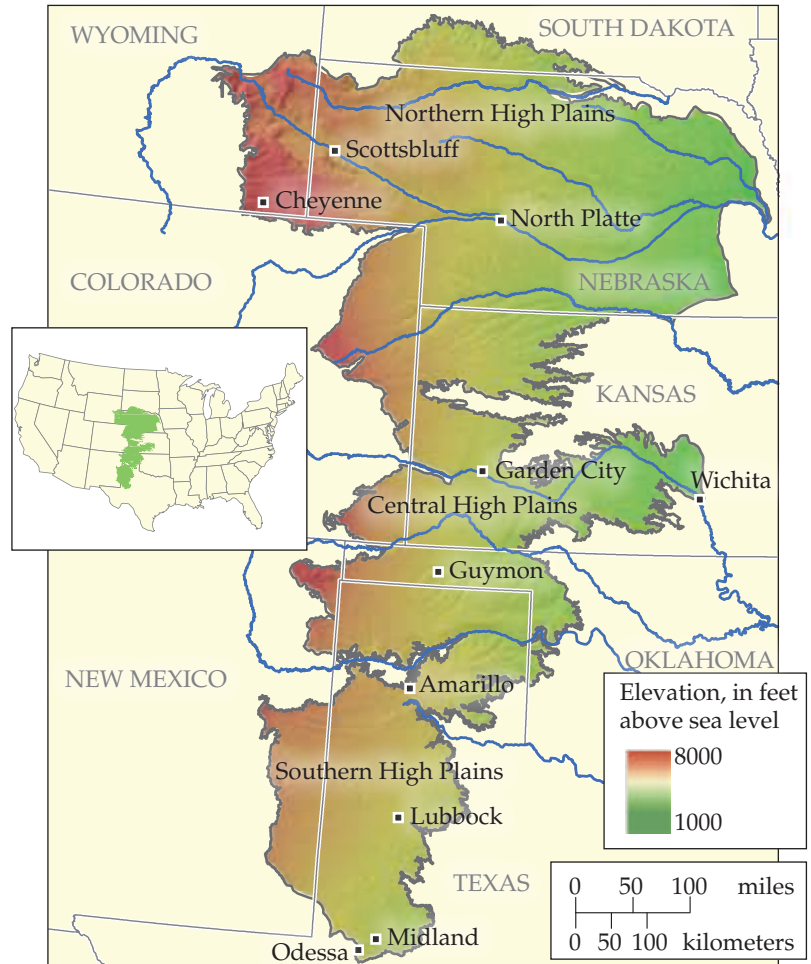 WYOMING
SOUTH DAKOTA
Northern High Plains
Scottsbluff
Cheyenne
North Platte
COLORADO
NEBRASKA
KANSAS
Garden City
Wichita
Central High Plains
Guymon
NEW MEXICO
OKLAHOMA
Amarillo
Elevation, in feet
above sea level
8000
1000
Southern High Plains
Lubbock
TEXAS
0 50 100 miles
0 50 100 kilometers
Midland
Odessa